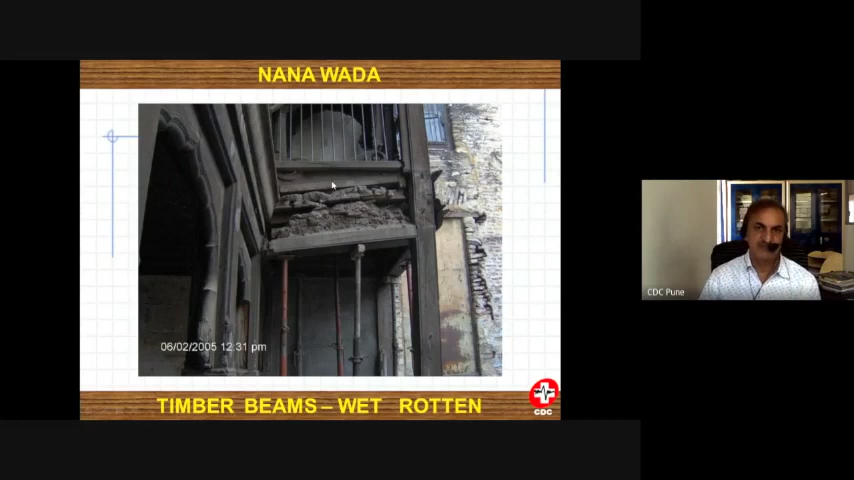 NANA WADA
06/02/2005 12:31 pm
TIMBER BEAMS – WET ROTTEN
CDC
CDC Pune